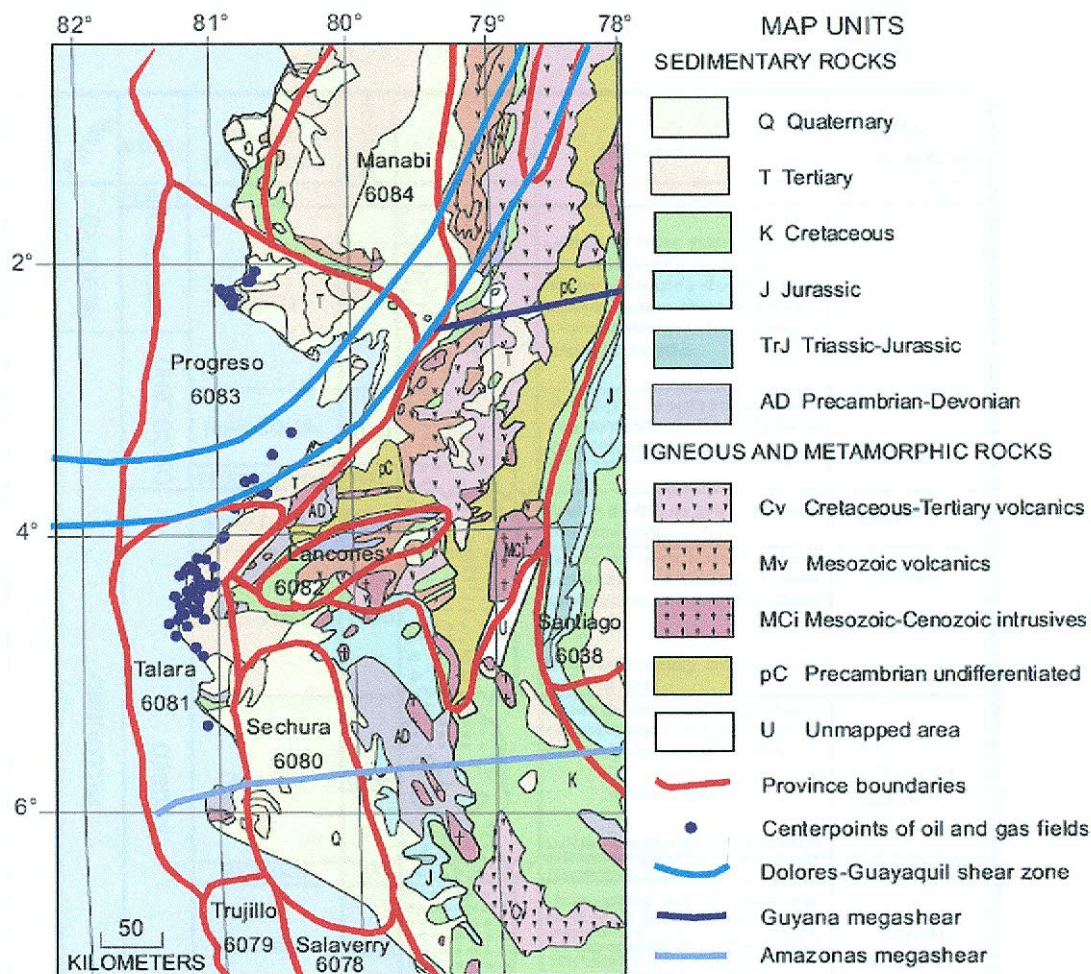 82° 81° 80° 79° 78°
2°
4°
6°
Manabi
6084
Progreso
6083
Lancones
6082
Santiago
6038
Talara
6081
Sechura
6080
Trujillo
6079
Salaverry
6078
T
T
T
pC
pC
AD
AD
MCi
U
J
J
K
Q
Cv
50
KILOMETERS
MAP UNITS
SEDIMENTARY ROCKS
Q Quaternary
T Tertiary
K Cretaceous
J Jurassic
TrJ Triassic-Jurassic
AD Precambrian-Devonian
IGNEOUS AND METAMORPHIC ROCKS
Cv Cretaceous-Tertiary volcanics
Mv Mesozoic volcanics
MCi Mesozoic-Cenozoic intrusives
pC Precambrian undifferentiated
U Unmapped area
Province boundaries
Centerpoints of oil and gas fields
Dolores-Guayaquil shear zone
Guyana megashear
Amazonas megashear